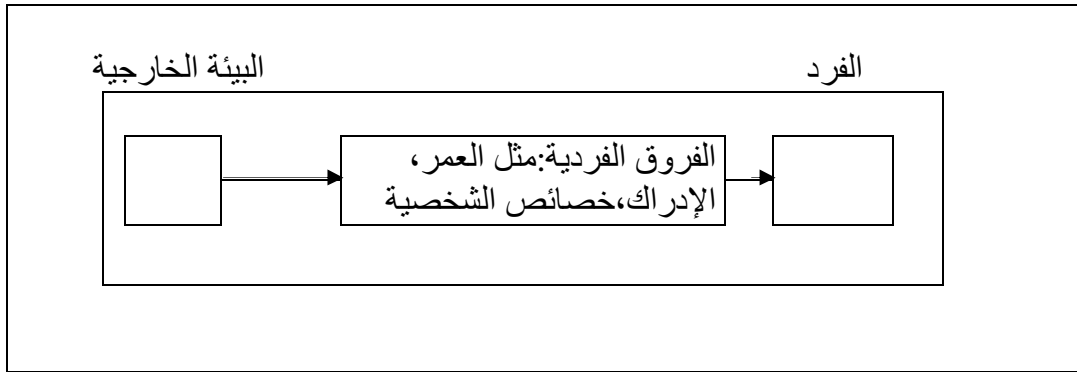 الفرد
البيئة الخارجية
الفروق الفردية:مثل العمر،
الإدراك،خصائص الشخصية